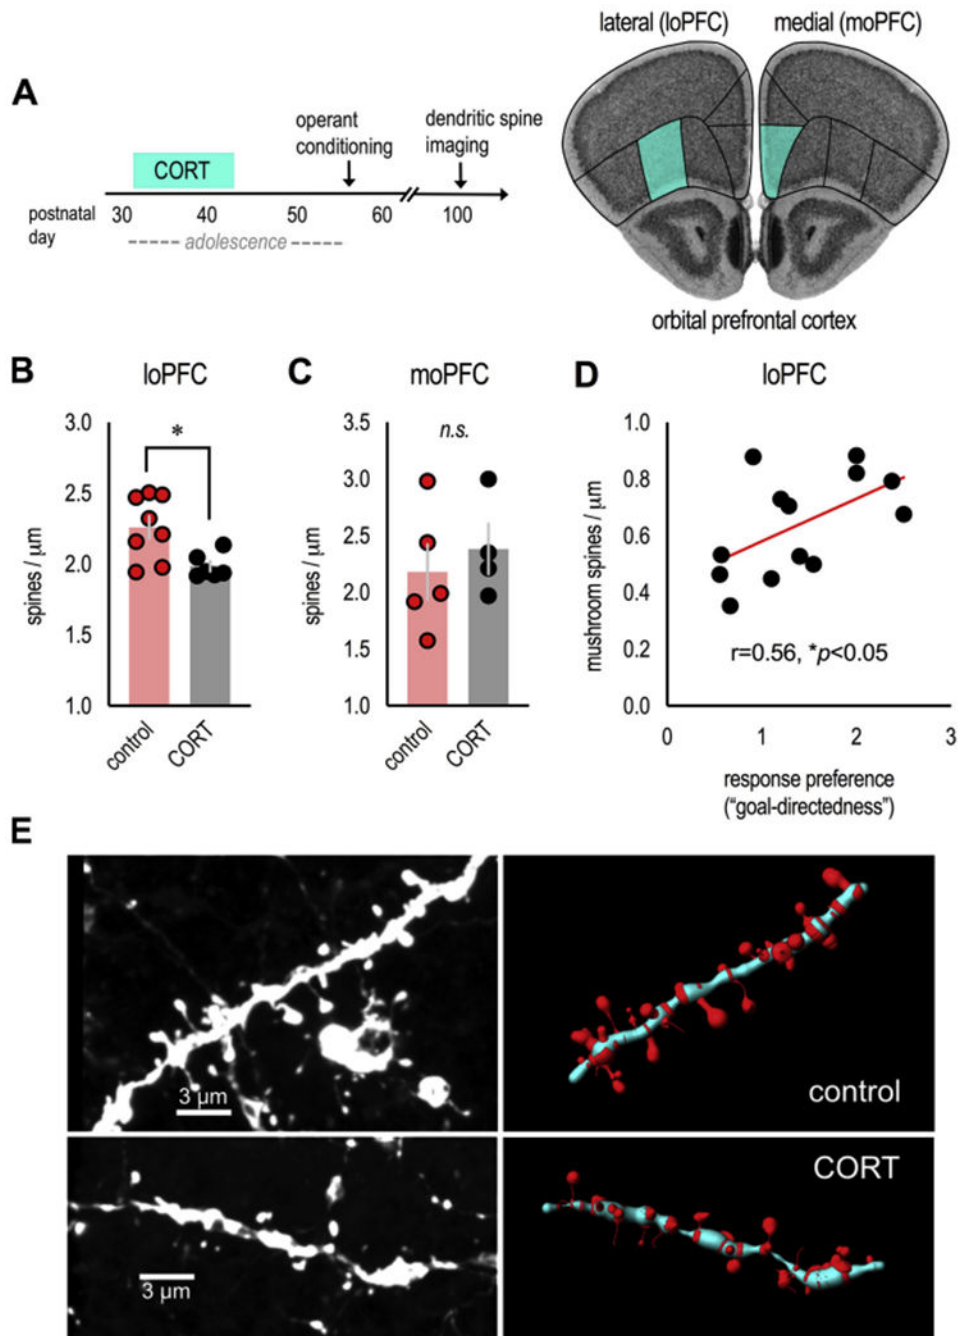 A
lateral (loPFC)
medial (moPFC)
CORT
operant
conditioning
dendritic spine
imaging
postnatal
day
30 40 50 60 100
adolescence
orbital prefrontal cortex
B
loPFC
spines / μm
3.0
2.5
2.0
1.5
1.0
*
control
CORT
C
moPFC
spines / μm
3.5
3.0
2.5
2.0
1.5
1.0
n.s.
control
CORT
D
loPFC
mushroom spines / μm
1.0
0.8
0.6
0.4
0.2
0.0
r=0.56, *p<0.05
0 1 2 3
response preference
("goal-directedness")
E
3 μm
control
3 μm
CORT